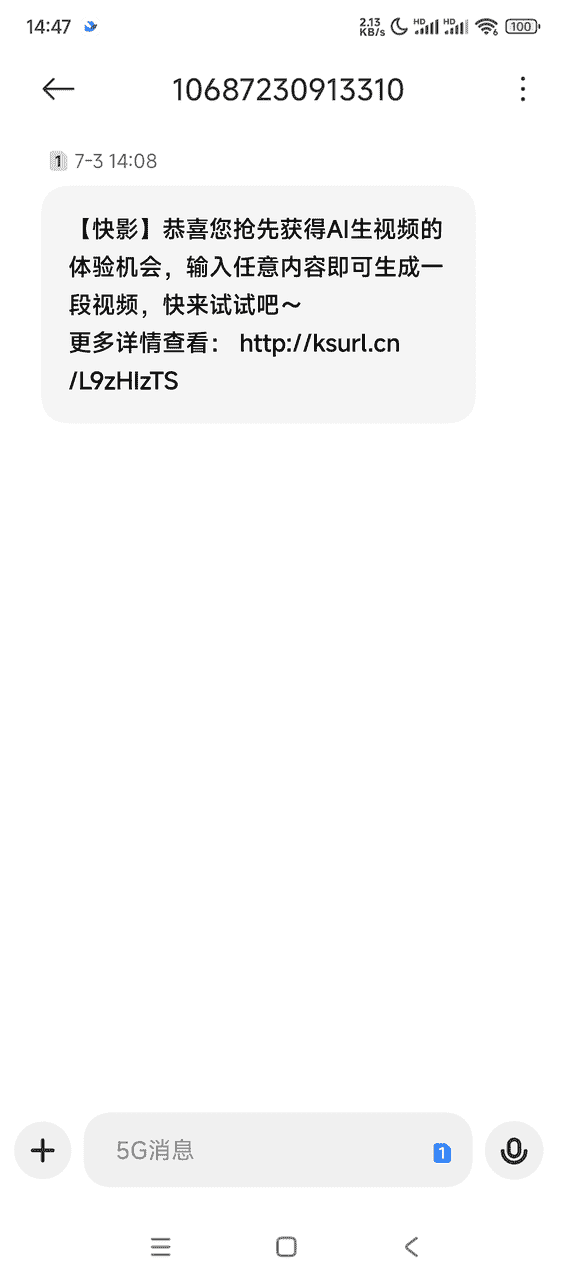 14:47
2.13 KB/s HD HD 6 100
10687230913310
1 7-3 14:08
【快影】恭喜您抢先获得AI生视频的
体验机会，输入任意内容即可生成一
段视频，快来试试吧～
更多详情查看： http://ksurl.cn
/L9zHIzTS
5G消息 1